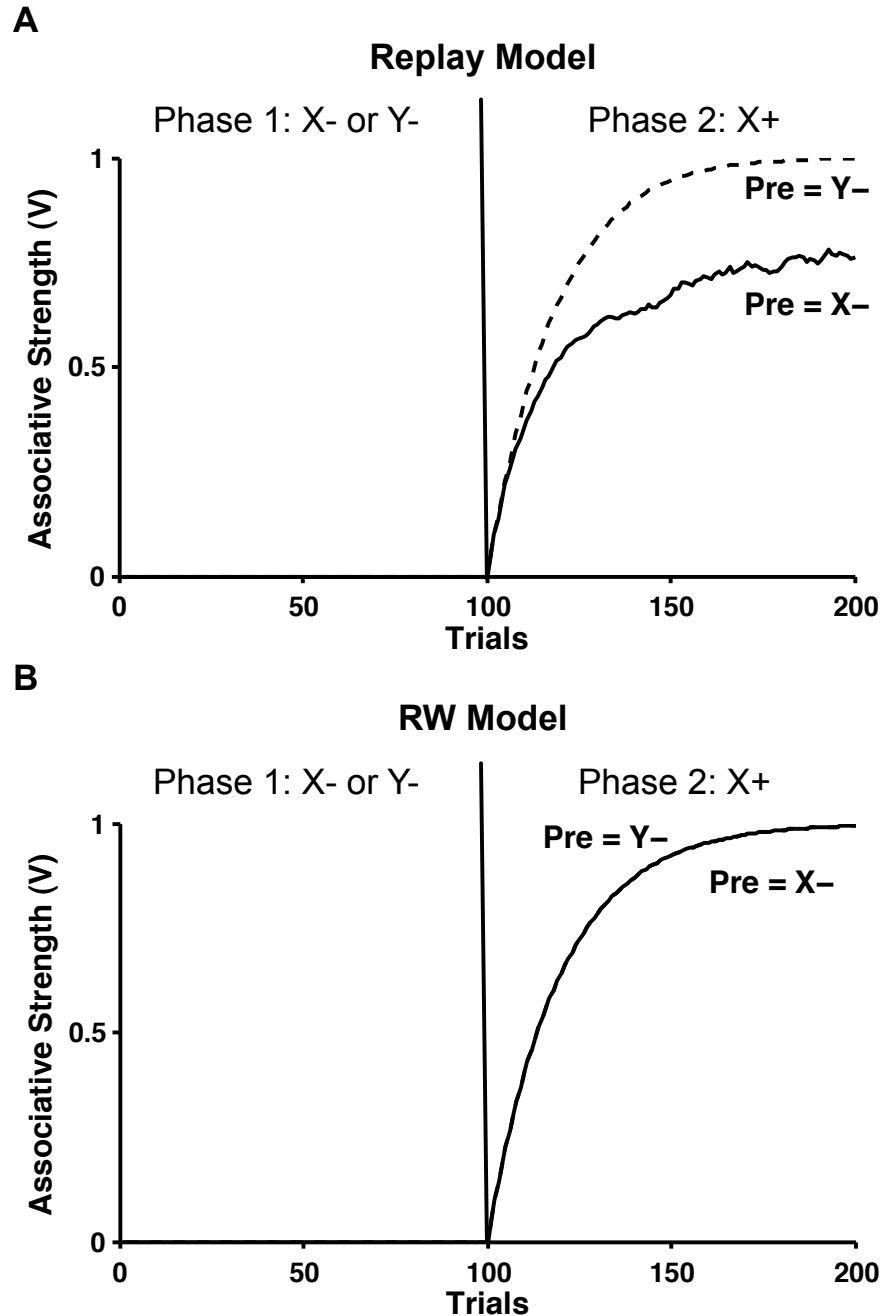 A
Replay Model
Phase 1: X- or Y-
Phase 2: X+
Associative Strength (V)
1
0.5
0
Pre = Y–
Pre = X–
0
50
100
150
200
Trials
B
RW Model
Phase 1: X- or Y-
Phase 2: X+
Associative Strength (V)
1
0.5
0
Pre = Y–
Pre = X–
0
50
100
150
200
Trials